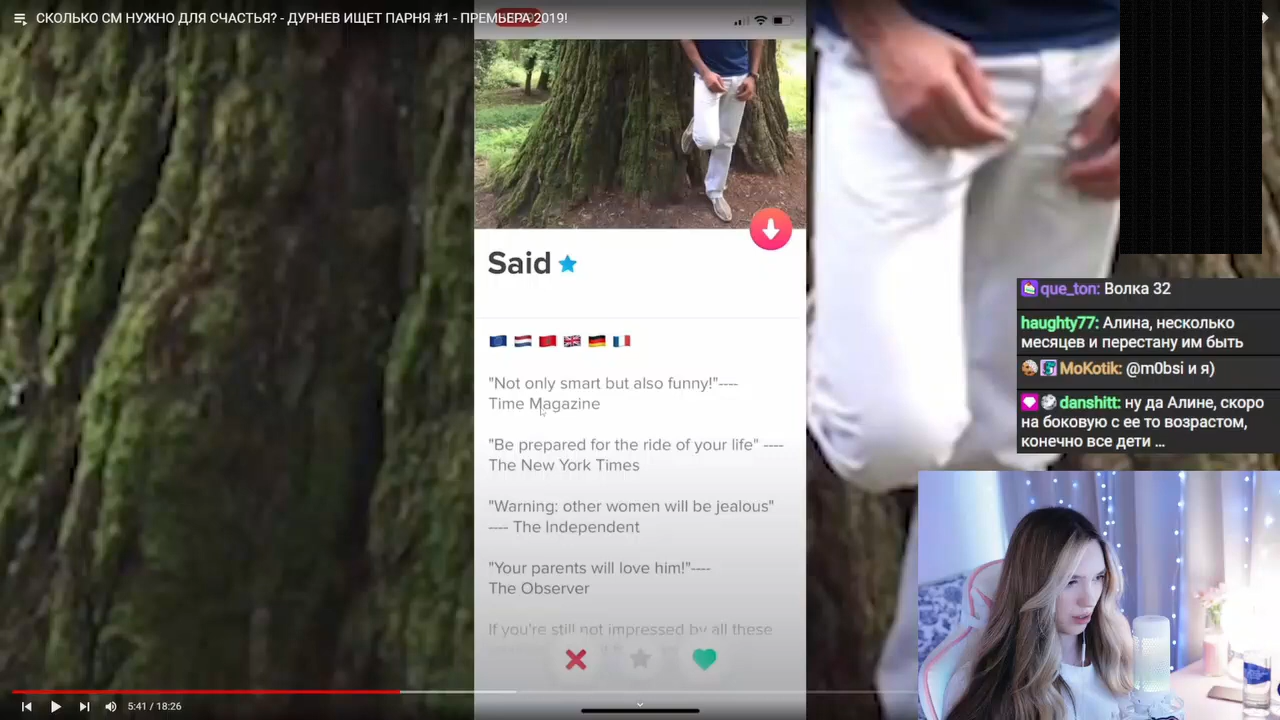 СКОЛЬКО СМ НУЖНО ДЛЯ СЧАСТЬЯ? - ДУРНЕВ ИЩЕТ ПАРНЯ #1 - ПРЕМЬЕРА 2019!
Said
"Not only smart but also funny!"----
Time Magazine
"Be prepared for the ride of your life" ----
The New York Times
"Warning: other women will be jealous"
---- The Independent
"Your parents will love him!"----
The Observer
If you're still not impressed by all these
que_ton: Волка 32
haughty77: Алина, несколько
месяцев и перестану им быть
MoKotik: @m0bsi и я)
danshitt: ну да Алине, скоро
на боковую с ее то возрастом,
конечно все дети ...
5:41 / 18:26